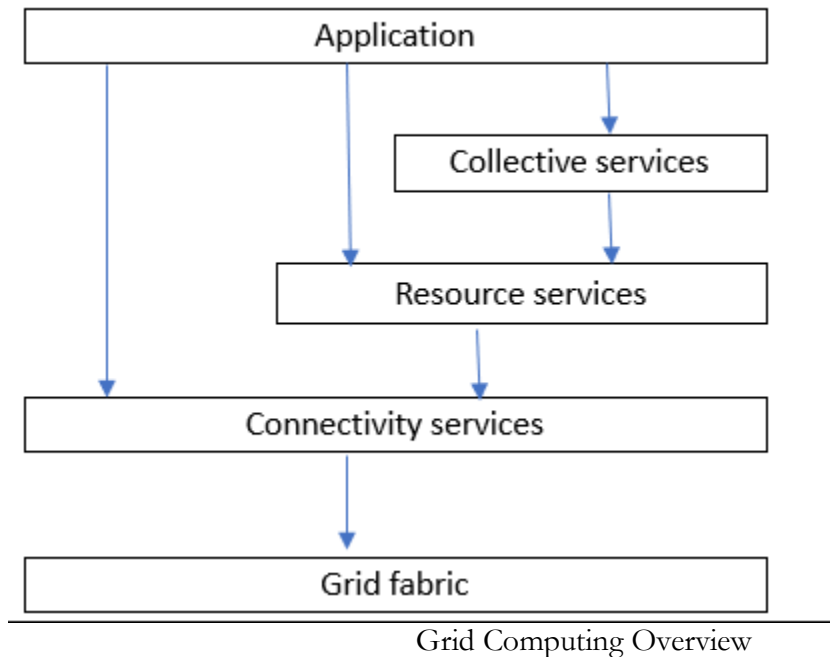 Application
Collective services
Resource services
Connectivity services
Grid fabric
Grid Computing Overview